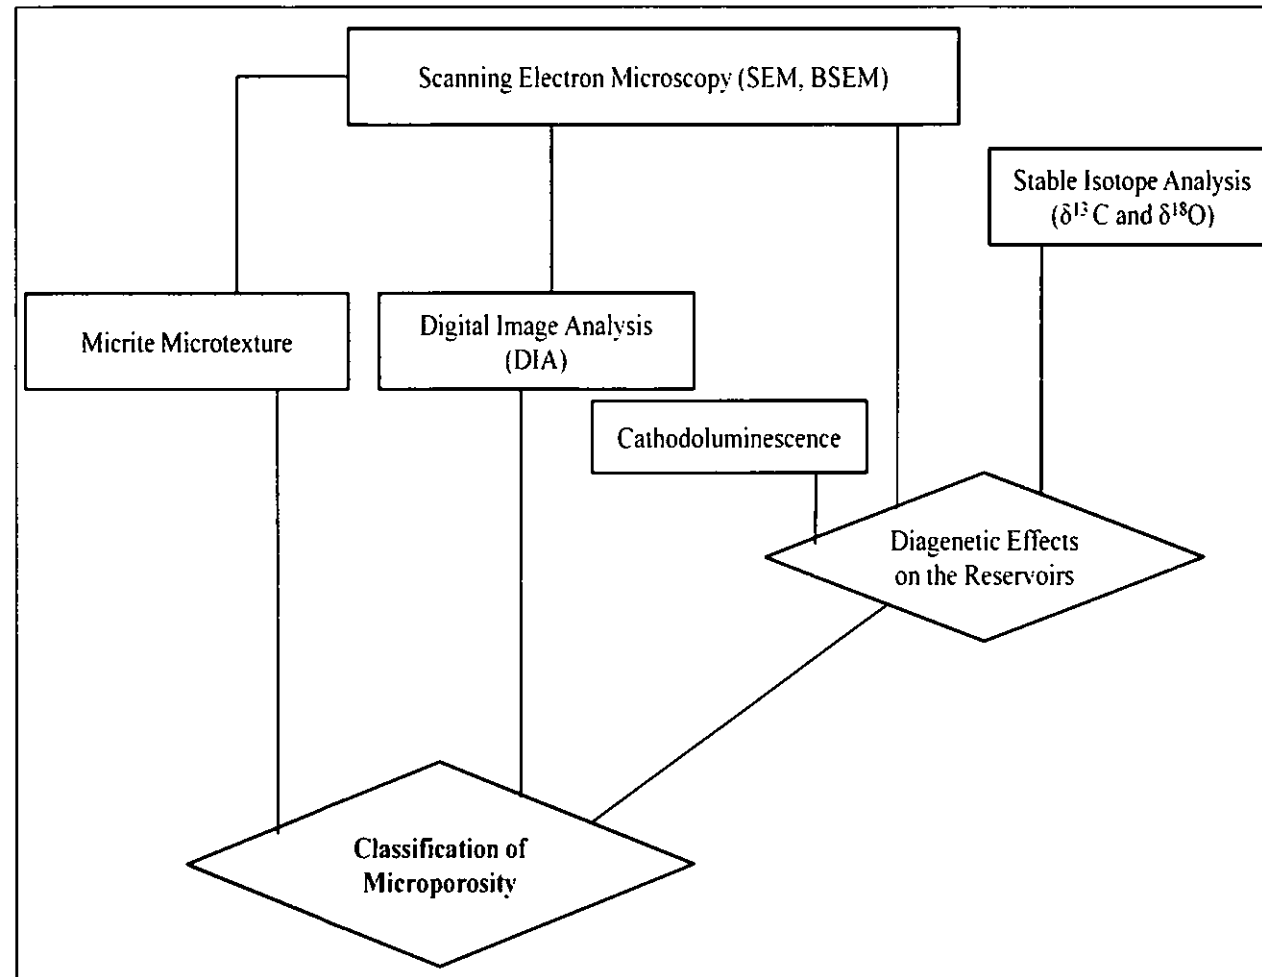 Scanning Electron Microscopy (SEM, BSEM)
Stable Isotope Analysis
(δ¹³ C and δ¹⁸O)
Micrite Microtexture
Digital Image Analysis
(DIA)
Cathodoluminescence
Diagenetic Effects
on the Reservoirs
Classification of
Microporosity